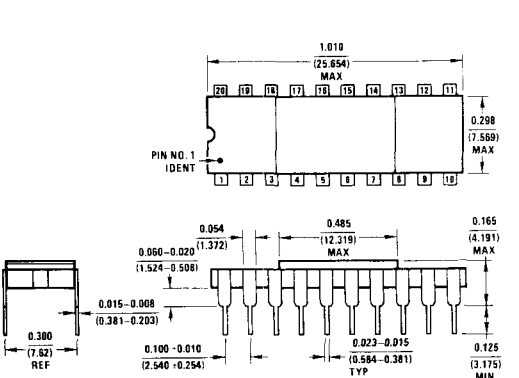 1.010
(25.654)
MAX
20 19 18 17 16 15 14 13 12 11
0.298
(7.569)
MAX
PIN NO. 1
IDENT
1 2 3 4 5 6 7 8 9 10
0.054
(1.372)
0.485
(12.319)
MAX
0.165
(4.191)
MAX
0.060-0.020
(1.524-0.508)
0.015-0.008
(0.381-0.203)
0.300
(7.62)
REF
0.100 ±0.010
(2.540 ±0.254)
0.023-0.015
(0.584-0.381)
TYP
0.125
(3.175)
MIN